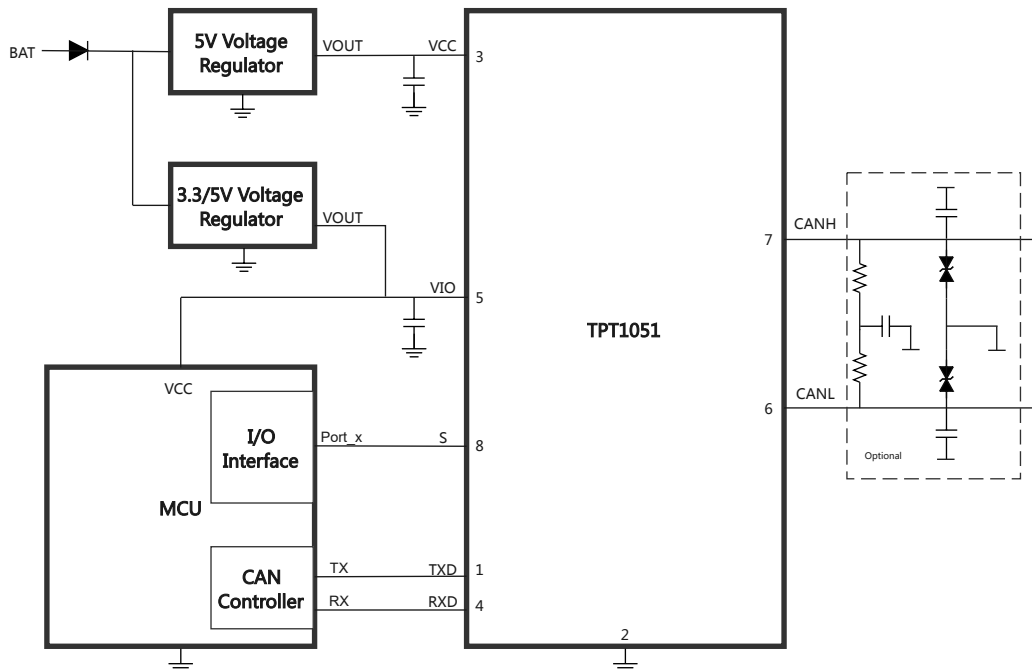 BAT
5V Voltage
Regulator
VOUT
VCC
3
3.3/5V Voltage
Regulator
VOUT
VIO
5
TPT1051
7
CANH
6
CANL
Optional
MCU
VCC
I/O
Interface
Port_x
S
8
CAN
Controller
TX
TXD
1
RX
RXD
4
2